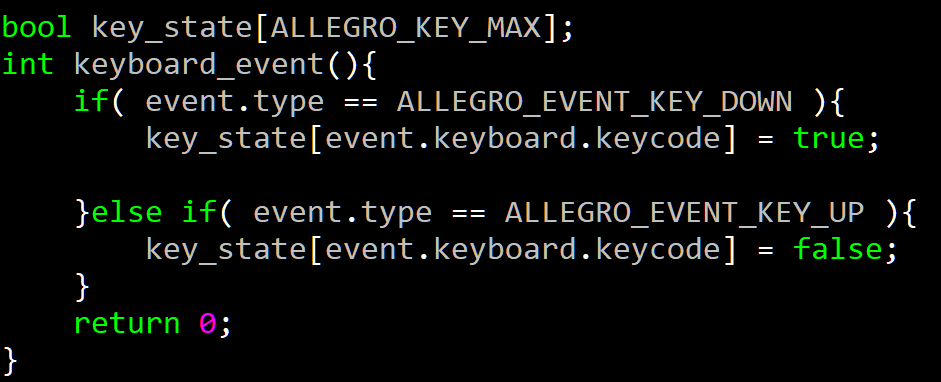 bool key_state[ALLEGRO_KEY_MAX];
int keyboard_event(){
    if( event.type == ALLEGRO_EVENT_KEY_DOWN ){
        key_state[event.keyboard.keycode] = true;

    }else if( event.type == ALLEGRO_EVENT_KEY_UP ){
        key_state[event.keyboard.keycode] = false;
    }
    return 0;
}